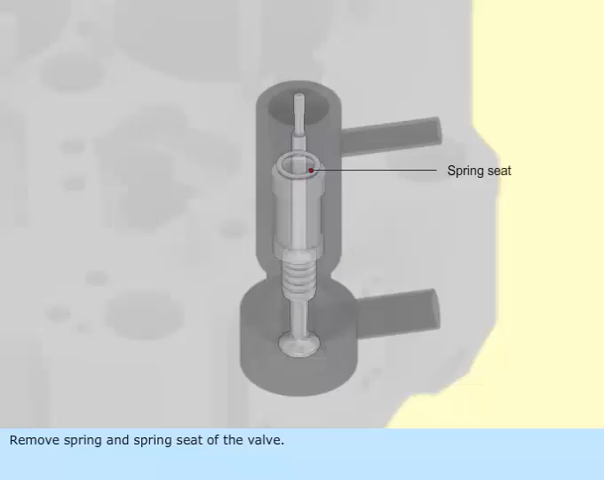 Spring seat
Remove spring and spring seat of the valve.